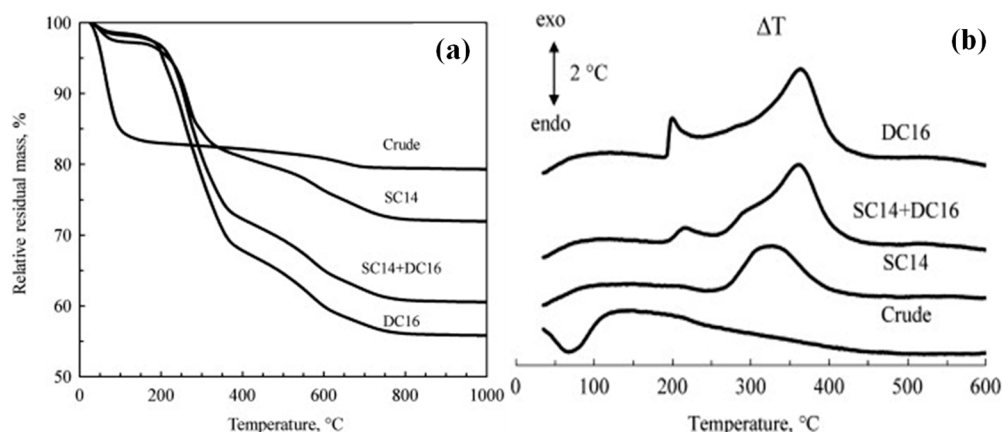 (a)
100
90
80
70
60
50
Relative residual mass, %
Crude
SC14
SC14+DC16
DC16
0 200 400 600 800 1000
Temperature, °C
(b)
exo
ΔT
2 °C
endo
DC16
SC14+DC16
SC14
Crude
0 100 200 300 400 500 600
Temperature, °C